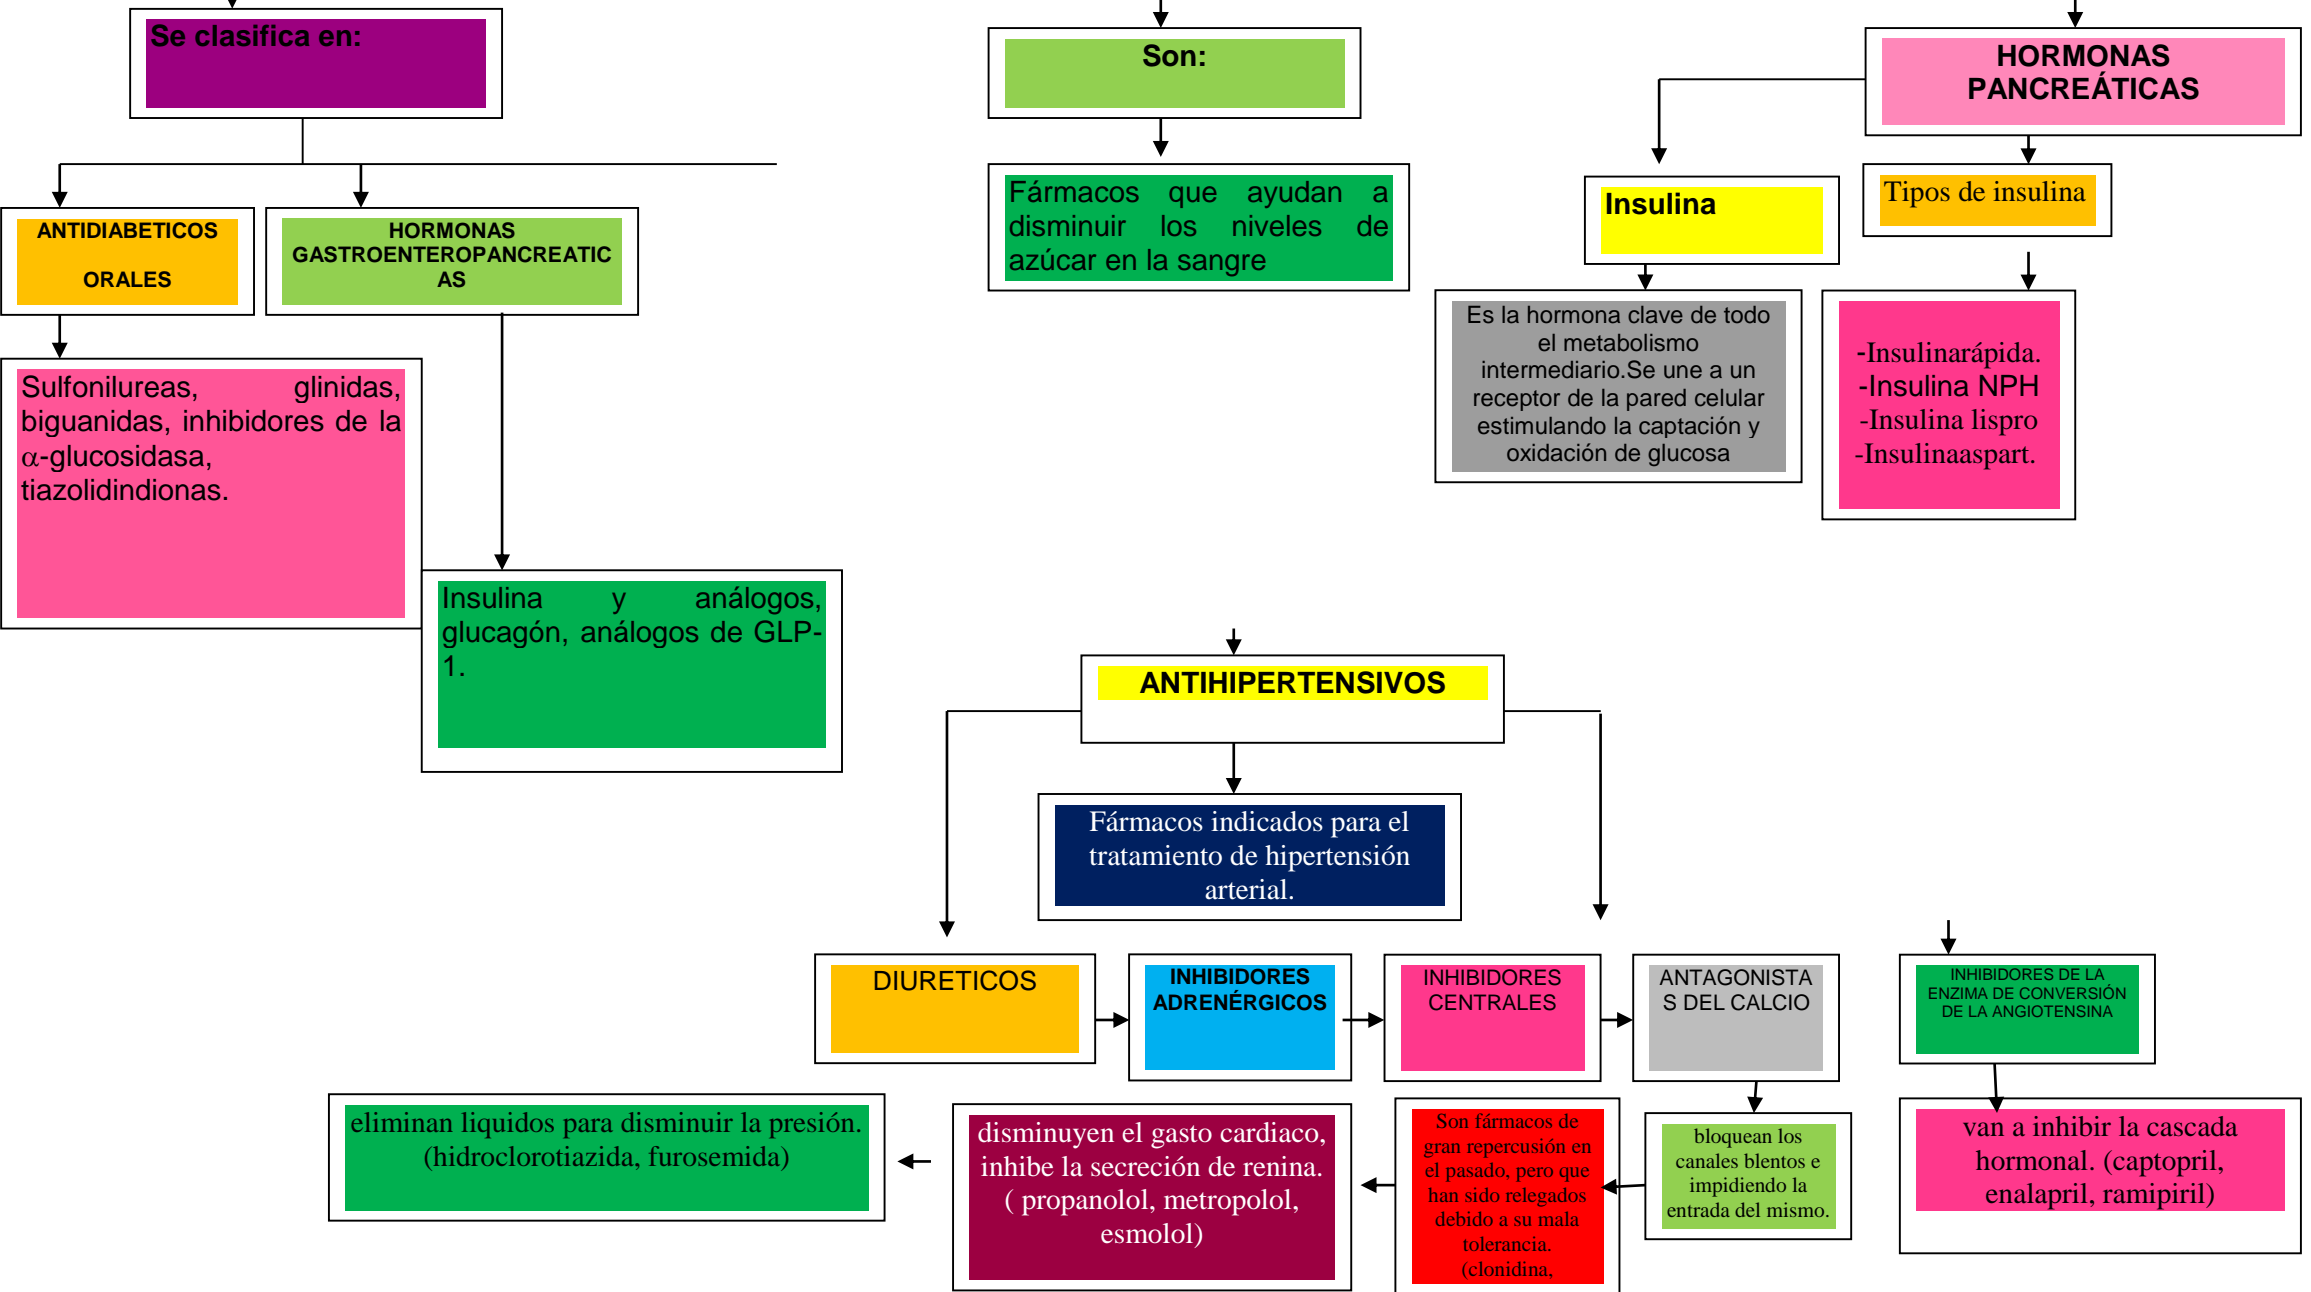 Se clasifica en:
Son:
HORMONAS
PANCREÁTICAS
ANTIDIABETICOS
ORALES
HORMONAS
GASTROENTEROPANCREATIC
AS
Fármacos que ayudan a
disminuir los niveles de
azúcar en la sangre
Insulina
Tipos de insulina
Es la hormona clave de todo
el metabolismo
intermediario.Se une a un
receptor de la pared celular
estimulando la captación y
oxidación de glucosa
-Insulinarápida.
-Insulina NPH
-Insulina lispro
-Insulinaaspart.
Sulfonilureas, glinidas,
biguanidas, inhibidores de la
α-glucosidasa,
tiazolidindionas.
Insulina y análogos,
glucagón, análogos de GLP-
1.
ANTIHIPERTENSIVOS
Fármacos indicados para el
tratamiento de hipertensión
arterial.
DIURETICOS
INHIBIDORES
ADRENÉRGICOS
INHIBIDORES
CENTRALES
ANTAGONISTA
S DEL CALCIO
INHIBIDORES DE LA
ENZIMA DE CONVERSIÓN
DE LA ANGIOTENSINA
eliminan liquidos para disminuir la presión.
(hidroclorotiazida, furosemida)
disminuyen el gasto cardiaco,
inhibe la secreción de renina.
( propanolol, metropolol,
esmolol)
Son fármacos de
gran repercusión en
el pasado, pero que
han sido relegados
debido a su mala
tolerancia.
(clonidina,
bloquean los
canales blentos e
impidiendo la
entrada del mismo.
van a inhibir la cascada
hormonal. (captopril,
enalapril, ramipiril)